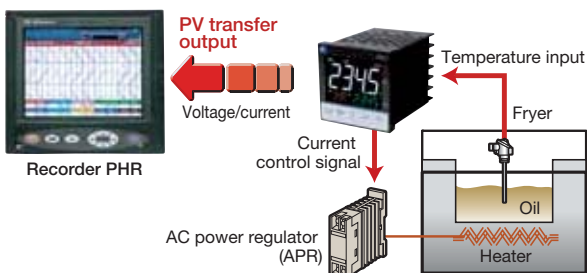 PV transfer
output
Voltage/current
Recorder PHR
2345
Temperature input
Fryer
Current
control signal
AC power regulator
(APR)
Oil
Heater